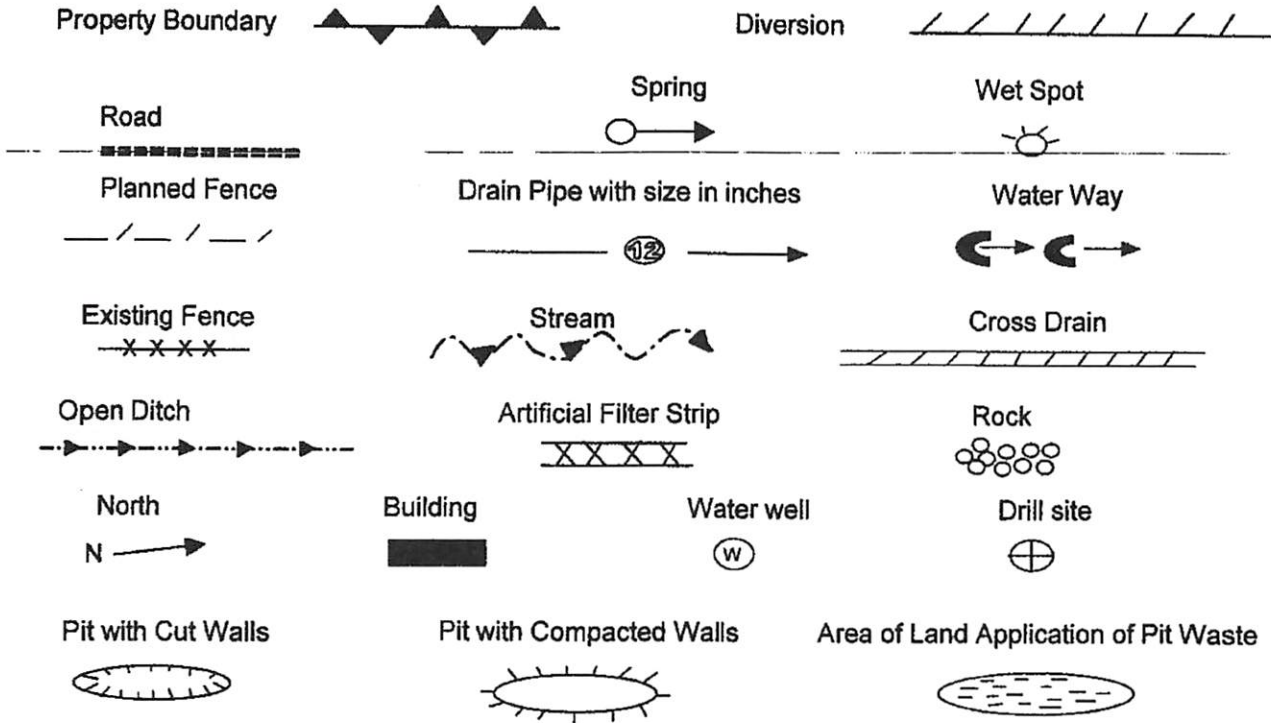 Property Boundary
Diversion
Spring
Wet Spot
Road
Planned Fence
Drain Pipe with size in inches
Water Way
12
Existing Fence
Stream
Cross Drain
X X X X
Open Ditch
Artificial Filter Strip
Rock
North
Building
Water well
Drill site
N
W
Pit with Cut Walls
Pit with Compacted Walls
Area of Land Application of Pit Waste